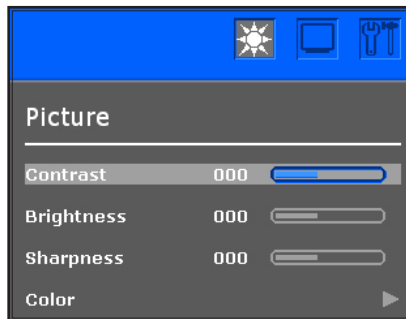 Picture
Contrast 000
Brightness 000
Sharpness 000
Color